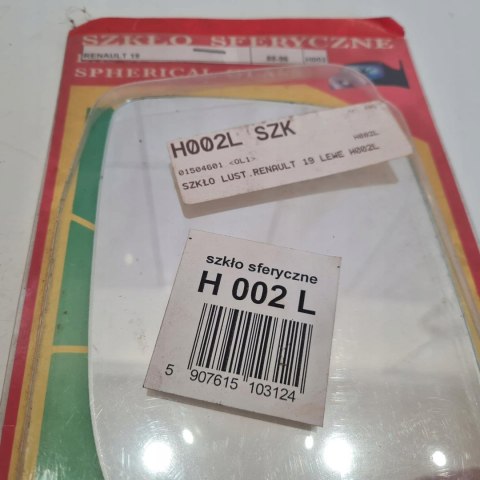 SZKŁO SFERYCZNE
RENAULT 19
SPHERICAL
H002L SZK
01504601 <OL1> H002L
SZKŁO LUST.RENAULT 19 LEWE H002L
szkło sferyczne
H 002 L
5 907615 103124